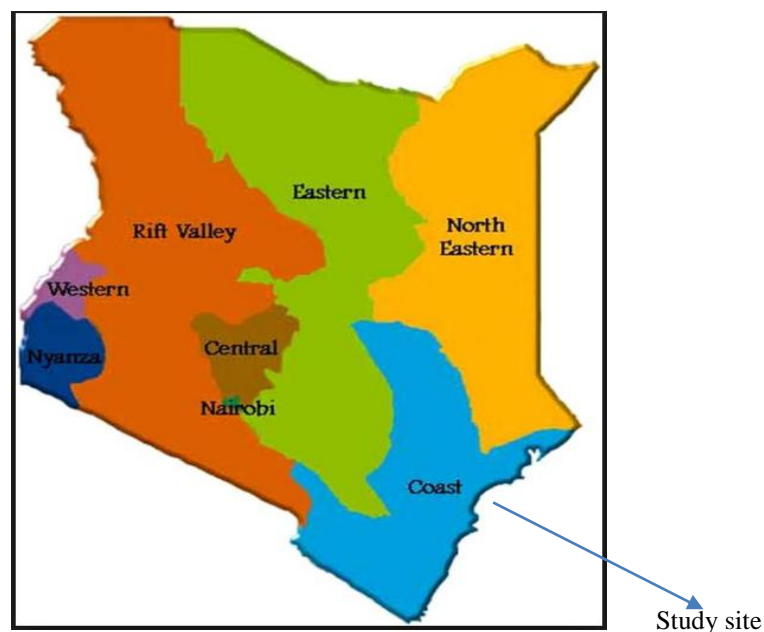 Eastern
Rift Valley
North
Eastern
Western
Central
Nyanza
Nairobi
Coast
Study site